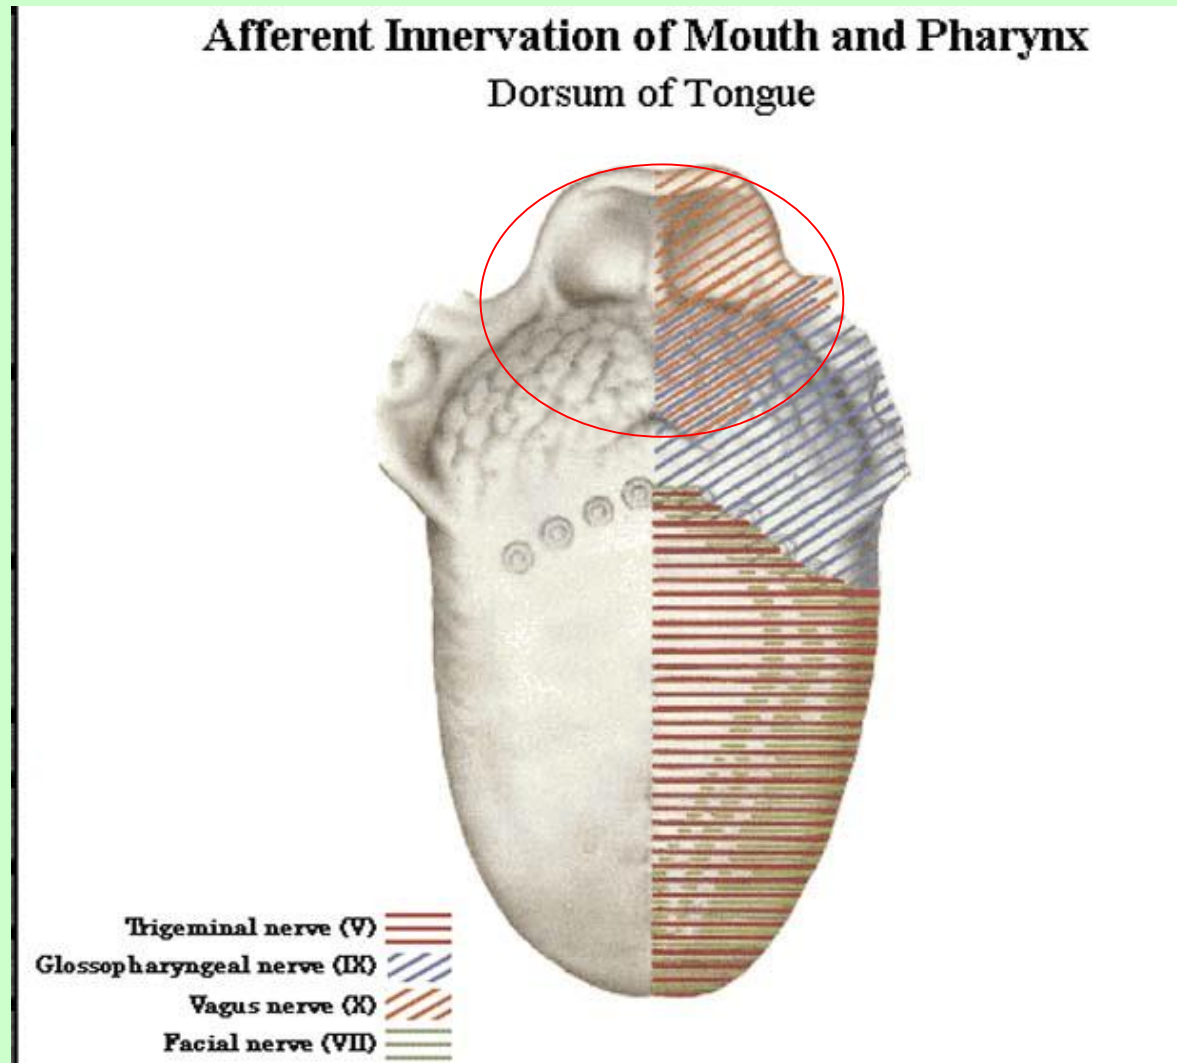 Afferent Innervation of Mouth and Pharynx
Dorsum of Tongue
Trigeminal nerve (V)
Glossopharyngeal nerve (IX)
Vagus nerve (X)
Facial nerve (VII)